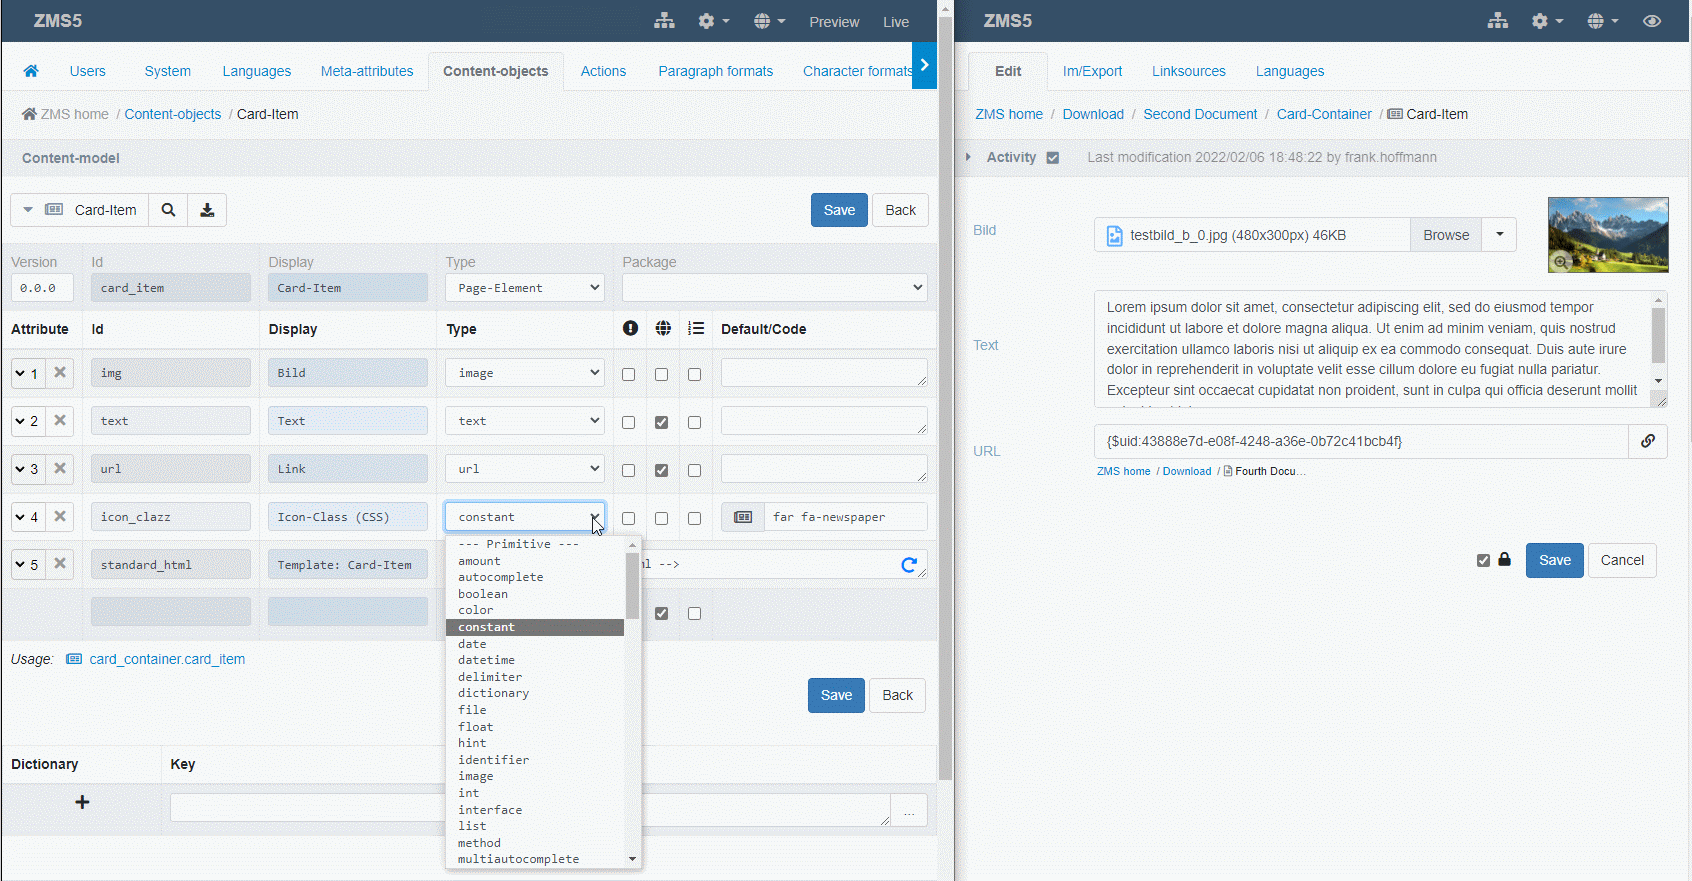 ZMS5 Preview Live
Users System Languages Meta-attributes Content-objects Actions Paragraph formats Character formats
ZMS home / Content-objects / Card-Item
Content-model
Card-Item Save Back
Version Id Display Type Package
0.0.0 card_item Card-Item Page-Element
Attribute Id Display Type Default/Code
1 img Bild image
2 text Text text
3 url Link url
4 icon_clazz Icon-Class (CSS) constant far fa-newspaper
5 standard_html Template: Card-Item -->
--- Primitive ---
amount
autocomplete
boolean
color
constant
date
datetime
delimiter
dictionary
file
float
hint
identifier
image
int
interface
list
method
multiautocomplete
Usage: card_container.card_item
Save Back
Dictionary Key
...
ZMS5
Edit Im/Export Linksources Languages
ZMS home / Download / Second Document / Card-Container / Card-Item
Activity Last modification 2022/02/06 18:48:22 by frank.hoffmann
Bild testbild_b_0.jpg (480x300px) 46KB Browse
Text
Lorem ipsum dolor sit amet, consectetur adipiscing elit, sed do eiusmod tempor
incididunt ut labore et dolore magna aliqua. Ut enim ad minim veniam, quis nostrud
exercitation ullamco laboris nisi ut aliquip ex ea commodo consequat. Duis aute irure
dolor in reprehenderit in voluptate velit esse cillum dolore eu fugiat nulla pariatur.
Excepteur sint occaecat cupidatat non proident, sunt in culpa qui officia deserunt mollit
URL {$uid:43888e7d-e08f-4248-a36e-0b72c41bcb4f}
ZMS home / Download / Fourth Docu...
Save Cancel